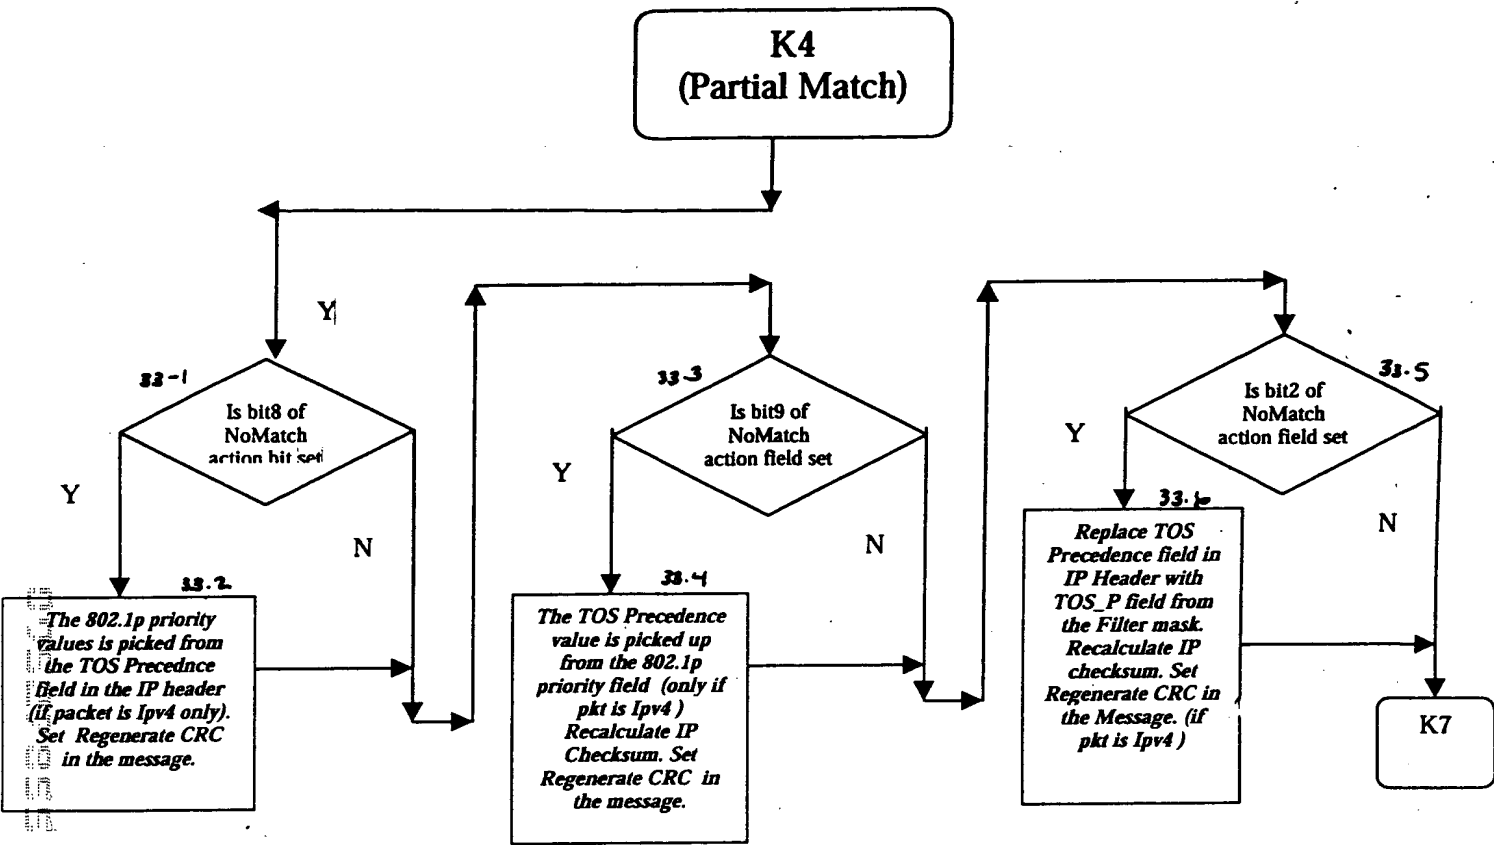 K4
(Partial Match)
Y
33-1
Is bit8 of
NoMatch
action bit set
Y
N
33.2
The 802.1p priority
values is picked from
the TOS Precednce
field in the IP header
(if packet is Ipv4 only).
Set Regenerate CRC
in the message.
33.3
Is bit9 of
NoMatch
action field set
Y
N
33.4
The TOS Precedence
value is picked up
from the 802.1p
priority field (only if
pkt is Ipv4 )
Recalculate IP
Checksum. Set
Regenerate CRC in
the message.
33.5
Is bit2 of
NoMatch
action field set
Y
N
33.6
Replace TOS
Precedence field in
IP Header with
TOS_P field from
the Filter mask.
Recalculate IP
checksum. Set
Regenerate CRC in
the Message. (if
pkt is Ipv4 )
K7